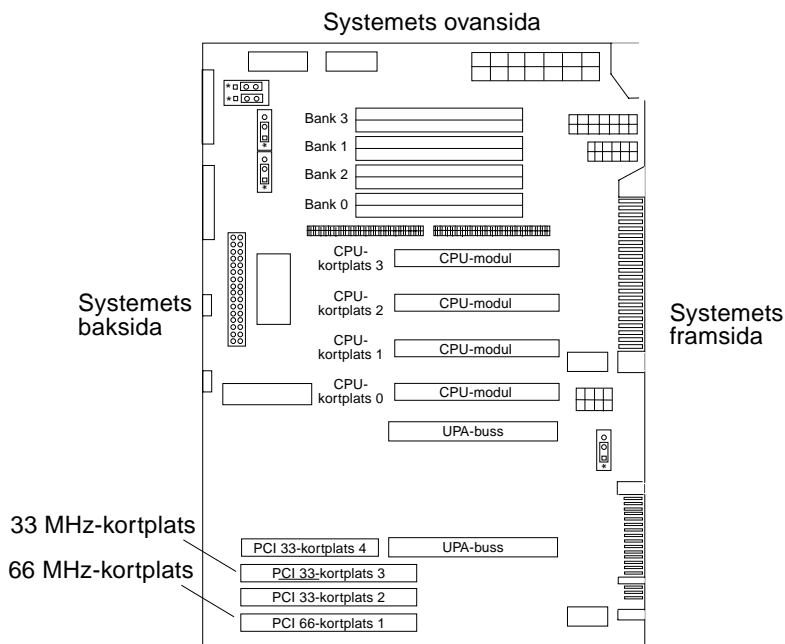 Systemets ovansida
Bank 3
Bank 1
Bank 2
Bank 0
CPU-
kortplats 3
CPU-modul
CPU-
kortplats 2
CPU-modul
Systemets
baksida
Systemets
framsida
CPU-
kortplats 1
CPU-modul
CPU-
kortplats 0
CPU-modul
UPA-buss
33 MHz-kortplats
PCI 33-kortplats 4
UPA-buss
66 MHz-kortplats
PCI 33-kortplats 3
PCI 33-kortplats 2
PCI 66-kortplats 1